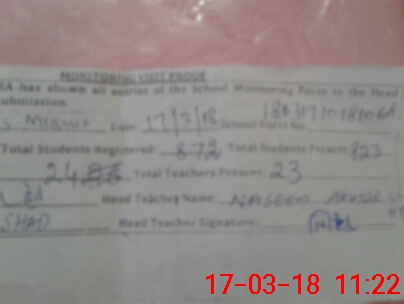 MONITORING VISIT PROOF
EA has shown all entries of the School Monitoring Form to the Head
submission.
Date: 17/3/18 School Form No.
Total Students Registered: 872 Total Students Present: 823
24 Total Teachers Present: 23
Head Teacher Name: NASEEM
SHAD Head Teacher Signature:
17-03-18 11:22